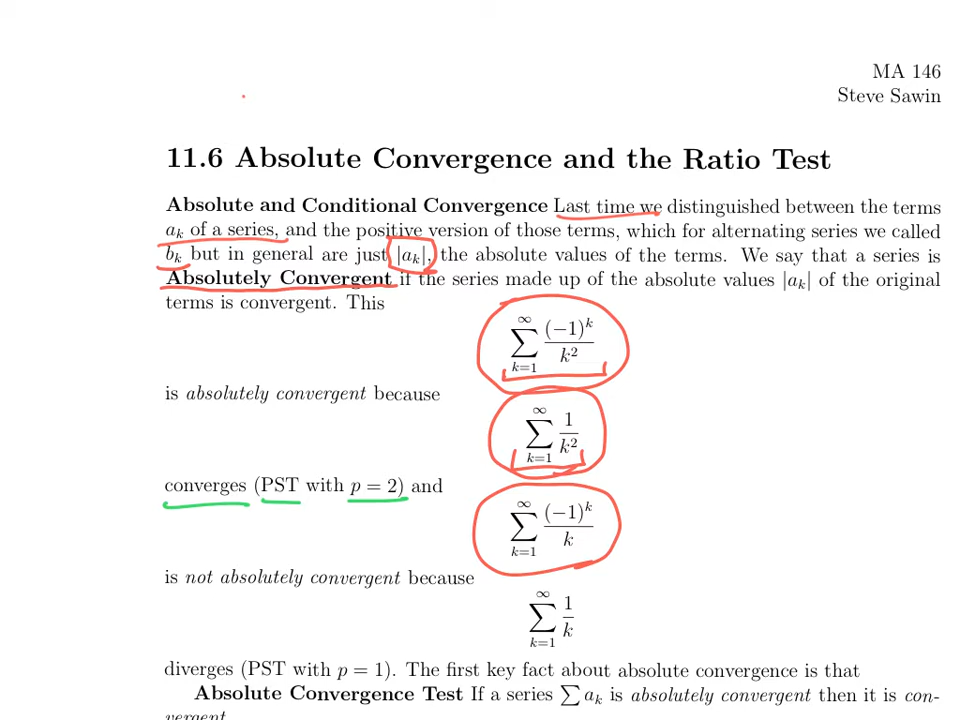 MA 146
Steve Sawin
11.6 Absolute Convergence and the Ratio Test
Absolute and Conditional Convergence Last time we distinguished between the terms
a_k of a series, and the positive version of those terms, which for alternating series we called
b_k but in general are just |a_k|, the absolute values of the terms. We say that a series is
Absolutely Convergent if the series made up of the absolute values |a_k| of the original
terms is convergent. This
∑_{k=1}^{∞} (−1)^k / k^2
is absolutely convergent because
∑_{k=1}^{∞} 1 / k^2
converges (PST with p = 2) and
∑_{k=1}^{∞} (−1)^k / k
is not absolutely convergent because
∑_{k=1}^{∞} 1 / k
diverges (PST with p = 1). The first key fact about absolute convergence is that
Absolute Convergence Test If a series ∑ a_k is absolutely convergent then it is con-
vergent